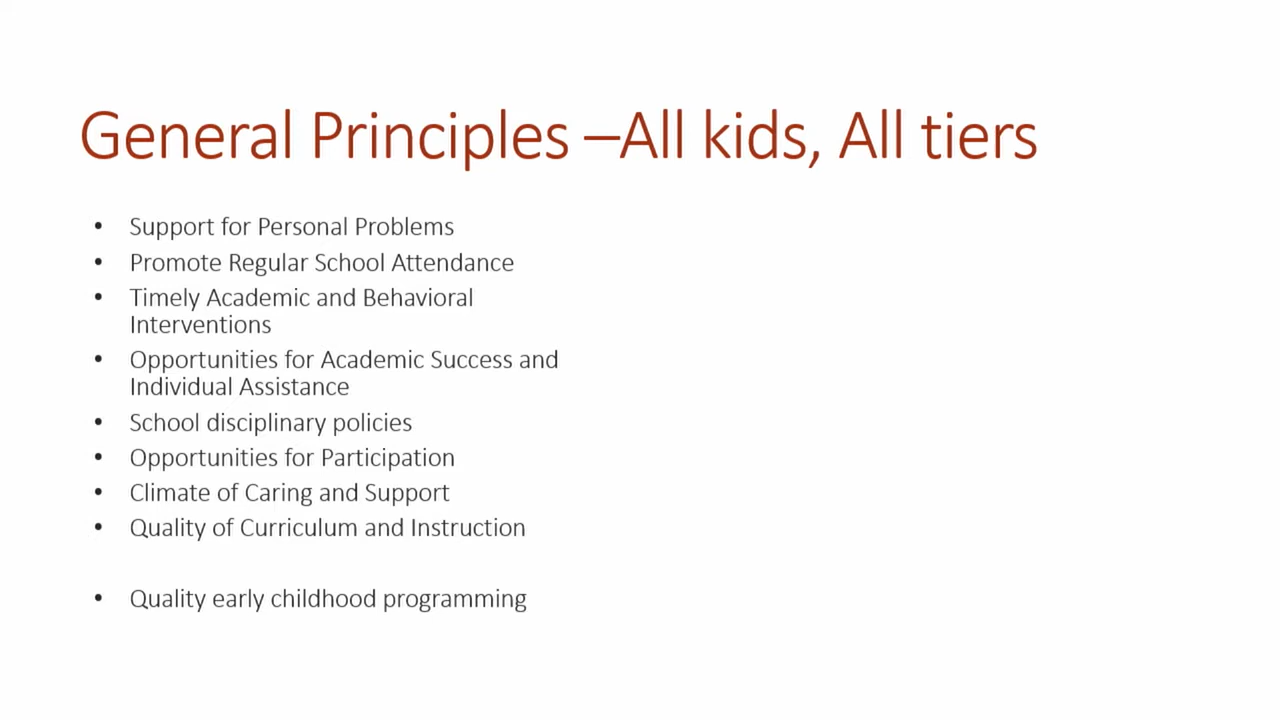 General Principles –All kids, All tiers
• Support for Personal Problems
• Promote Regular School Attendance
• Timely Academic and Behavioral
Interventions
• Opportunities for Academic Success and
Individual Assistance
• School disciplinary policies
• Opportunities for Participation
• Climate of Caring and Support
• Quality of Curriculum and Instruction
• Quality early childhood programming